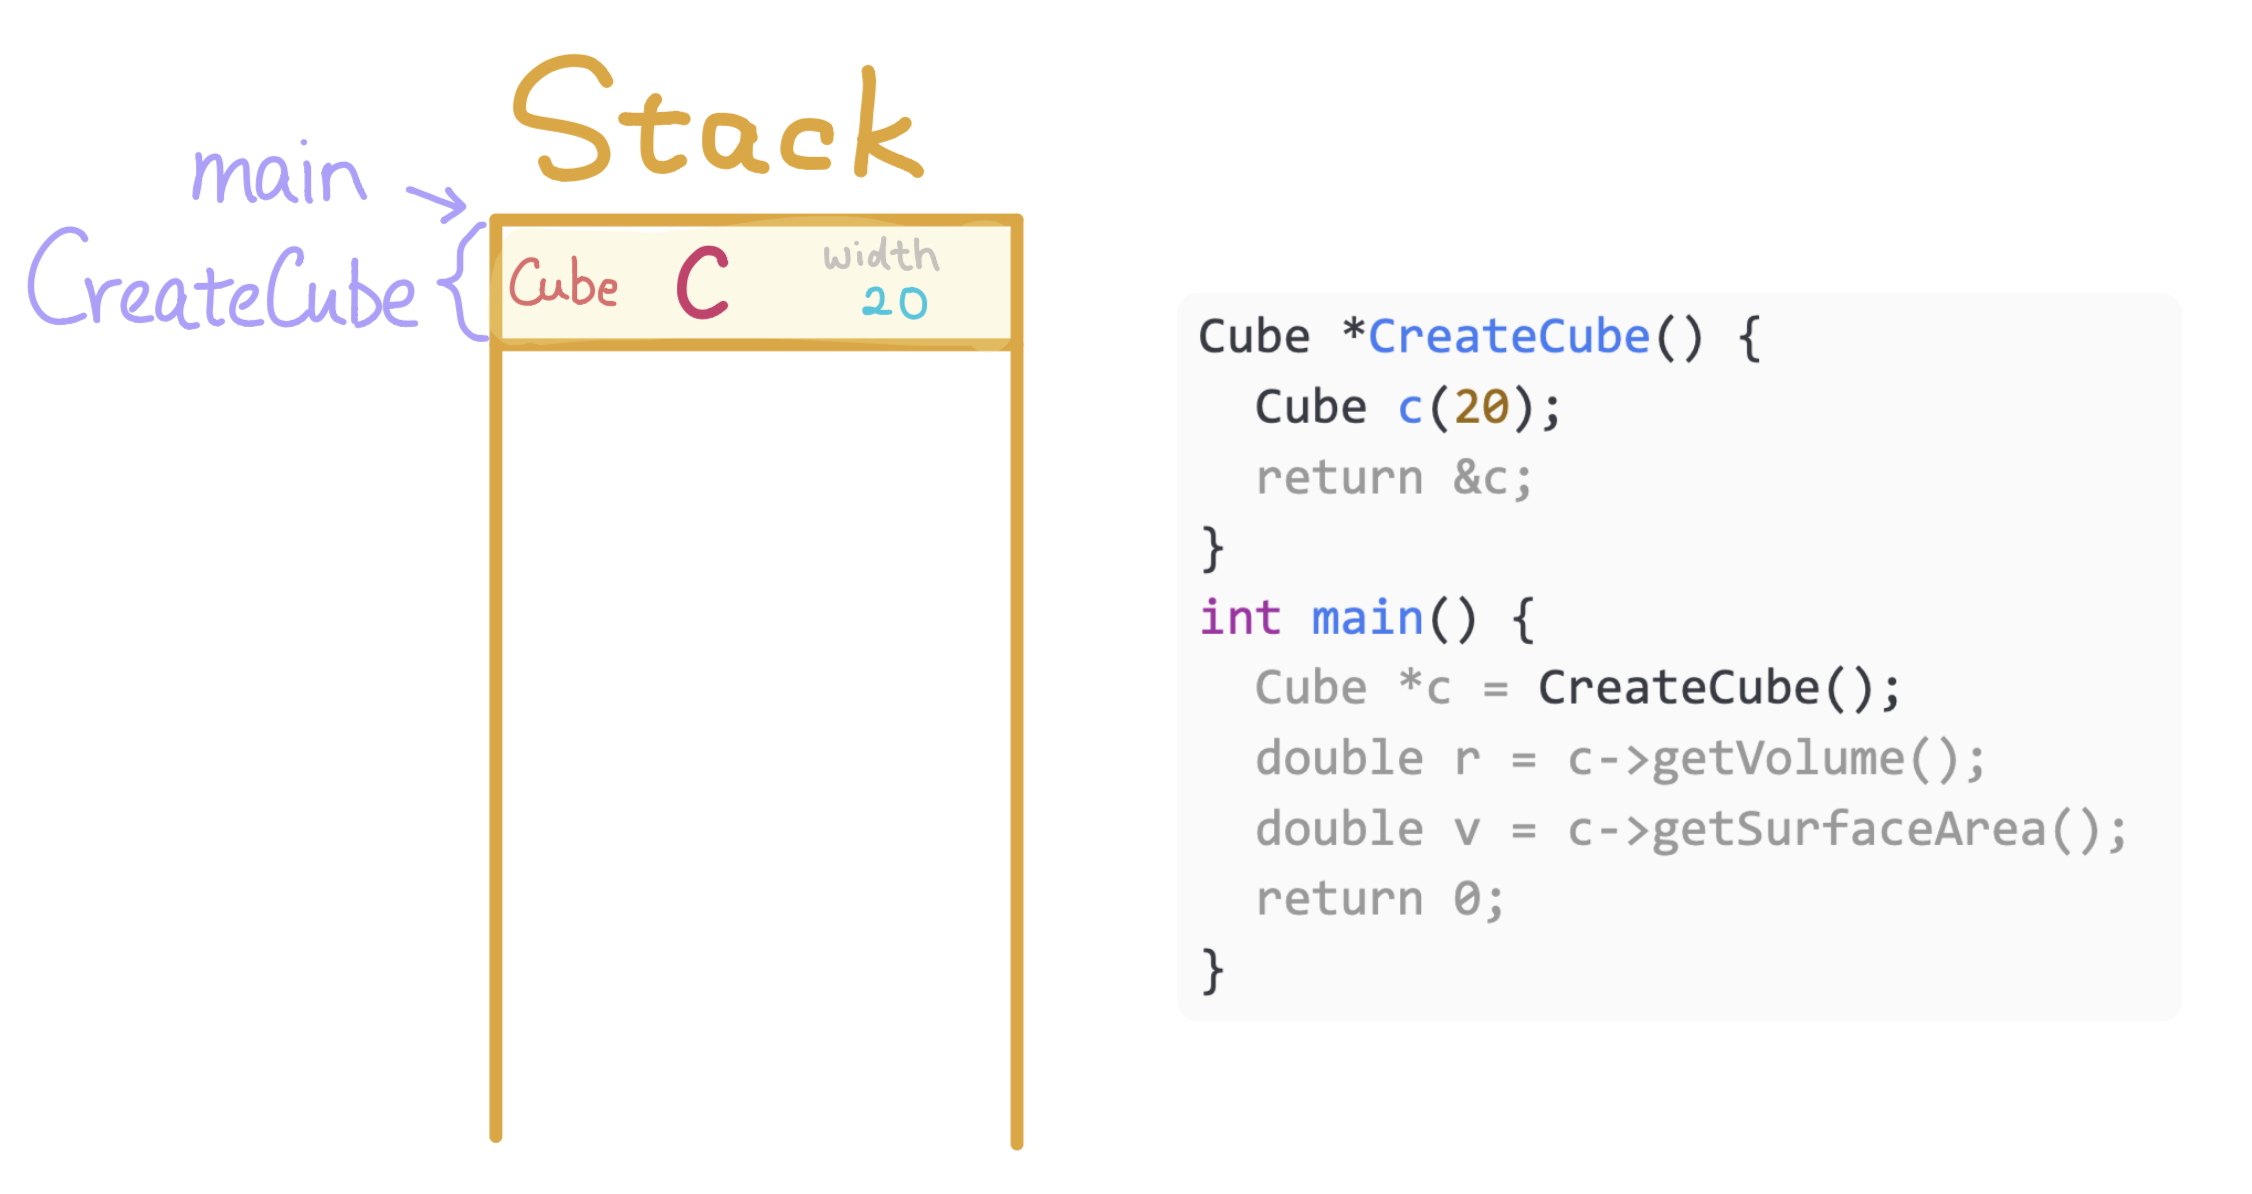 Stack
main
CreateCube
Cube C width
20
Cube *CreateCube() {
Cube c(20);
return &c;
}
int main() {
Cube *c = CreateCube();
double r = c->getVolume();
double v = c->getSurfaceArea();
return 0;
}